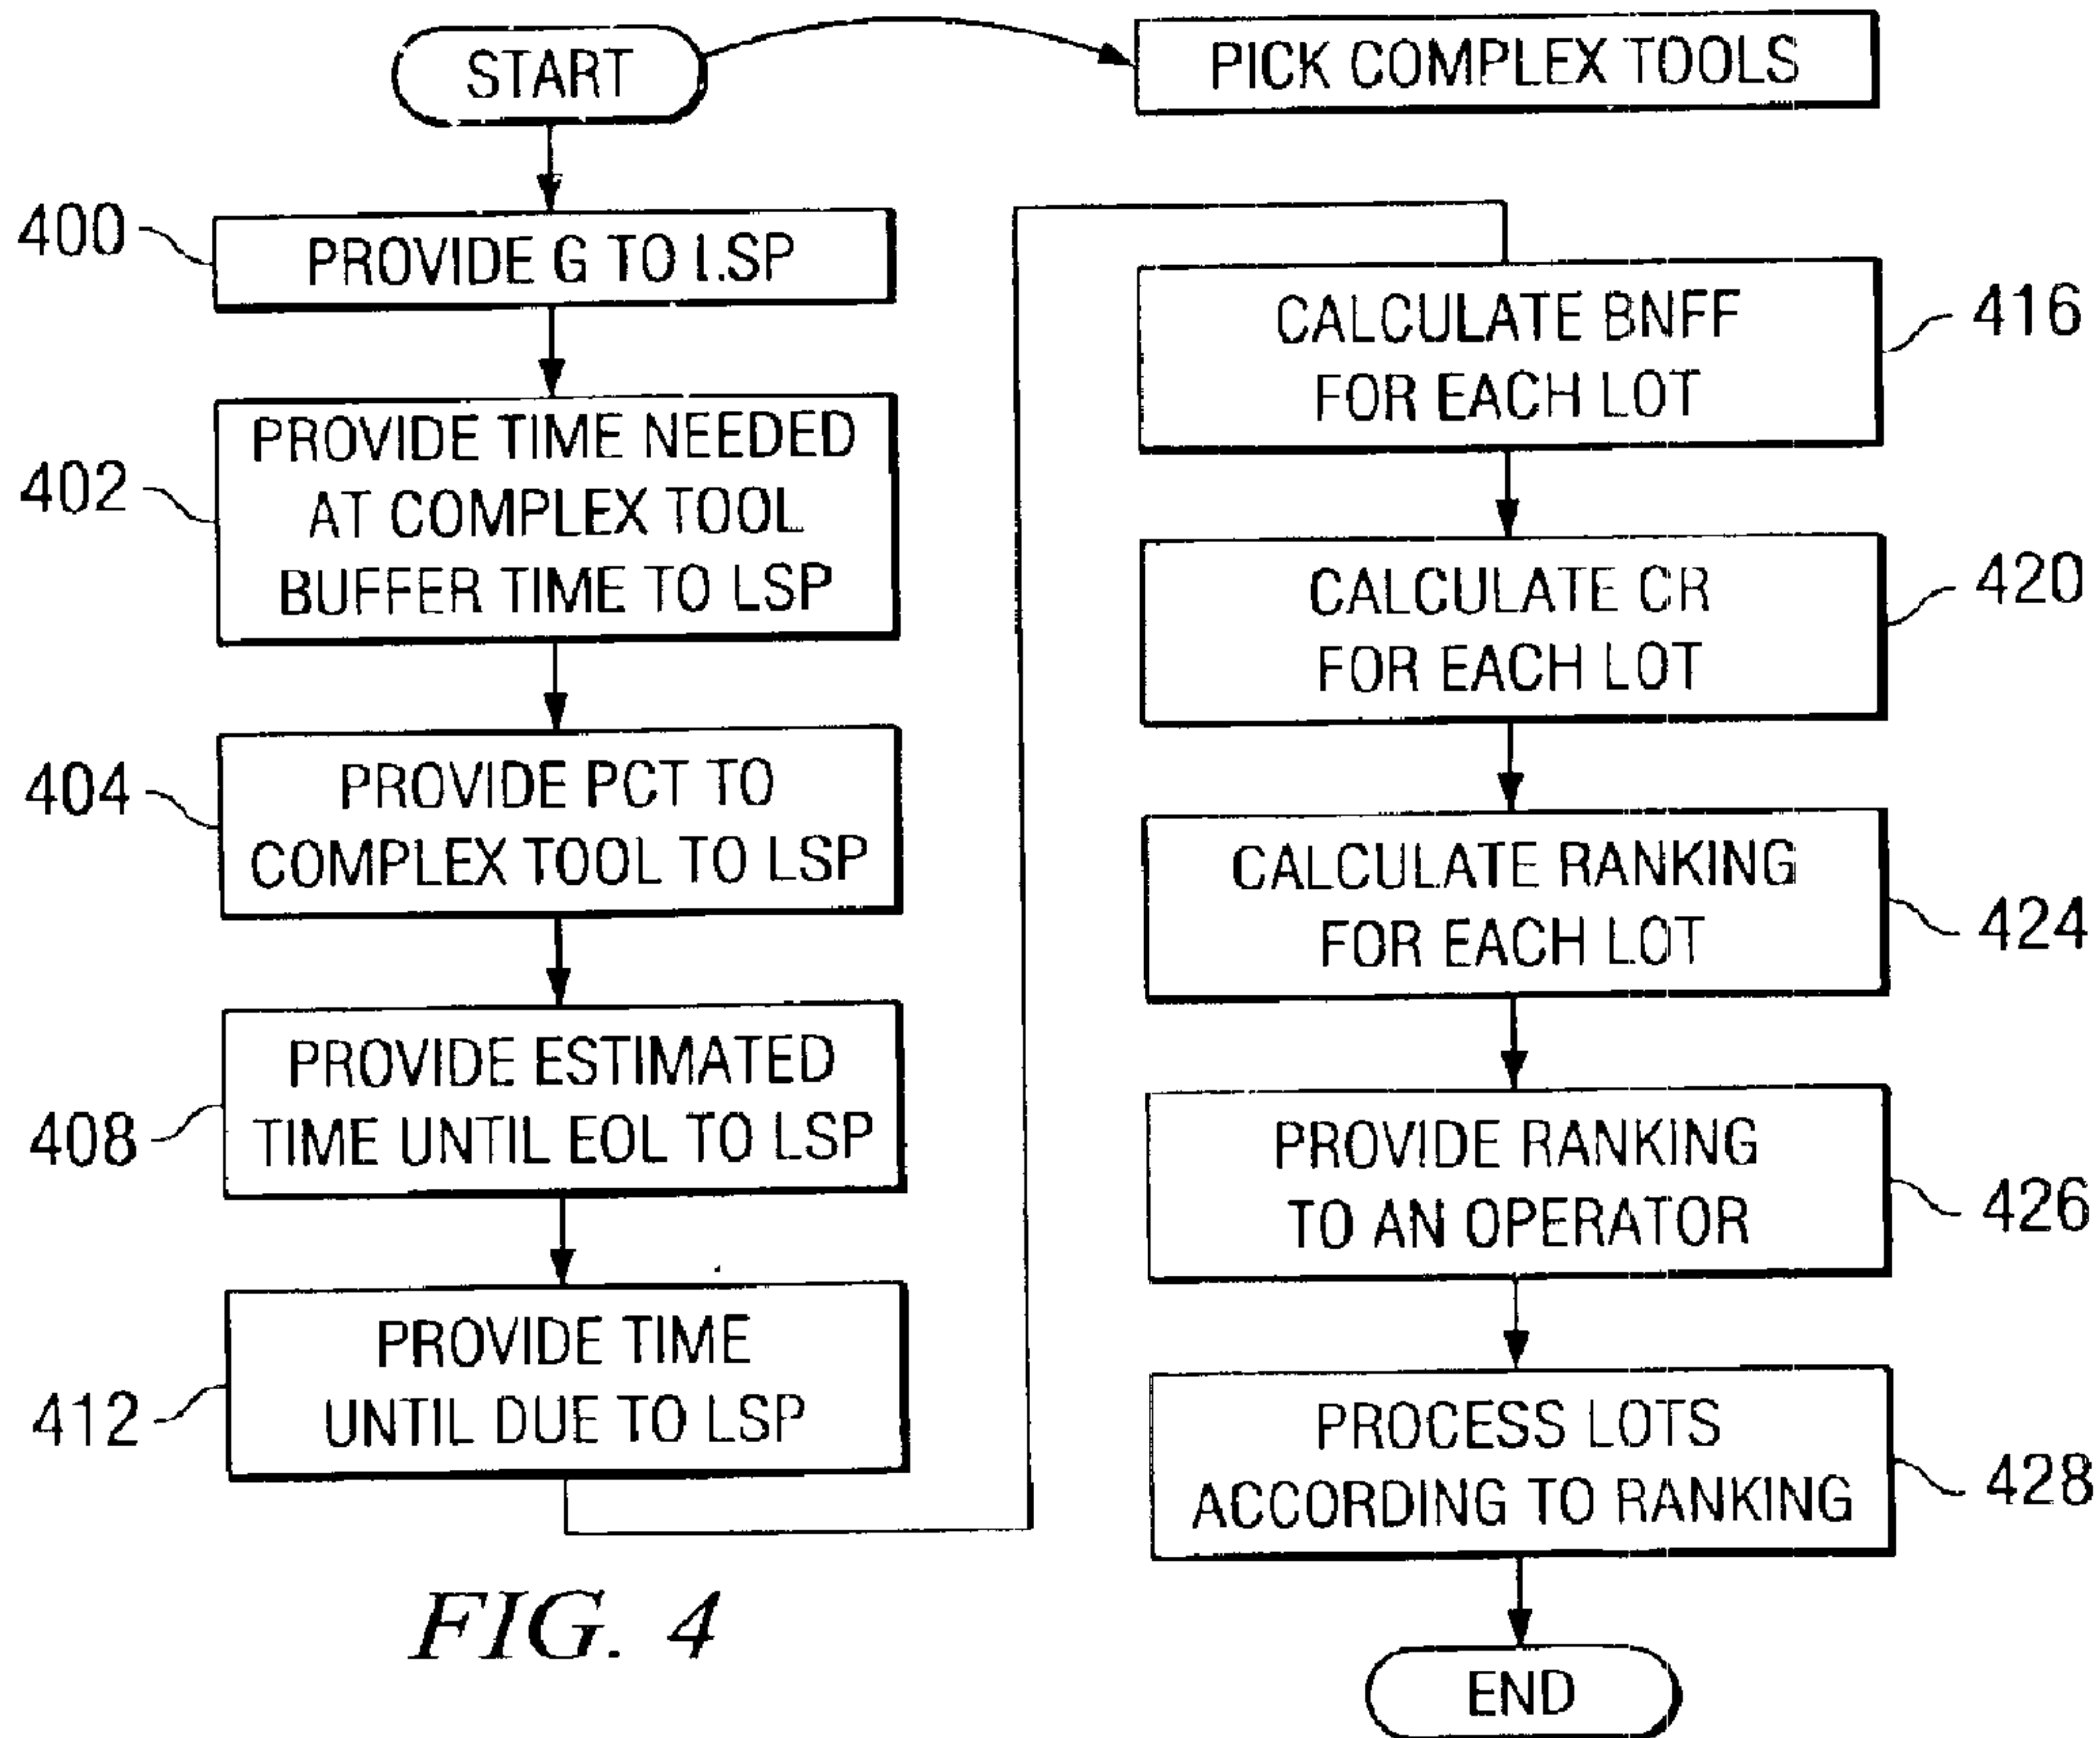 START
PICK COMPLEX TOOLS
400
PROVIDE G TO LSP
402
PROVIDE TIME NEEDED
AT COMPLEX TOOL
BUFFER TIME TO LSP
404
PROVIDE PCT TO
COMPLEX TOOL TO LSP
408
PROVIDE ESTIMATED
TIME UNTIL EOL TO LSP
412
PROVIDE TIME
UNTIL DUE TO LSP
CALCULATE BNFF
FOR EACH LOT
416
CALCULATE CR
FOR EACH LOT
420
CALCULATE RANKING
FOR EACH LOT
424
PROVIDE RANKING
TO AN OPERATOR
426
PROCESS LOTS
ACCORDING TO RANKING
428
END
FIG. 4